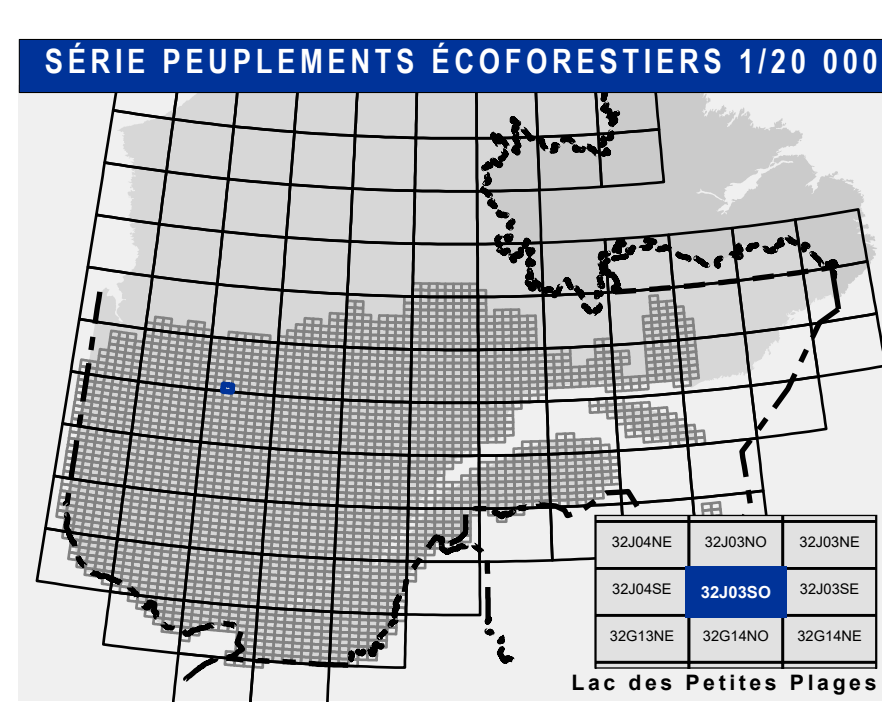 SÉRIE PEUPLEMENTS ÉCOFORESTIERS 1/20 000
32J04NE 32J03NO 32J03NE
32J04SE 32J03SO 32J03SE
32G13NE 32G14NO 32G14NE
Lac des Petites Plages